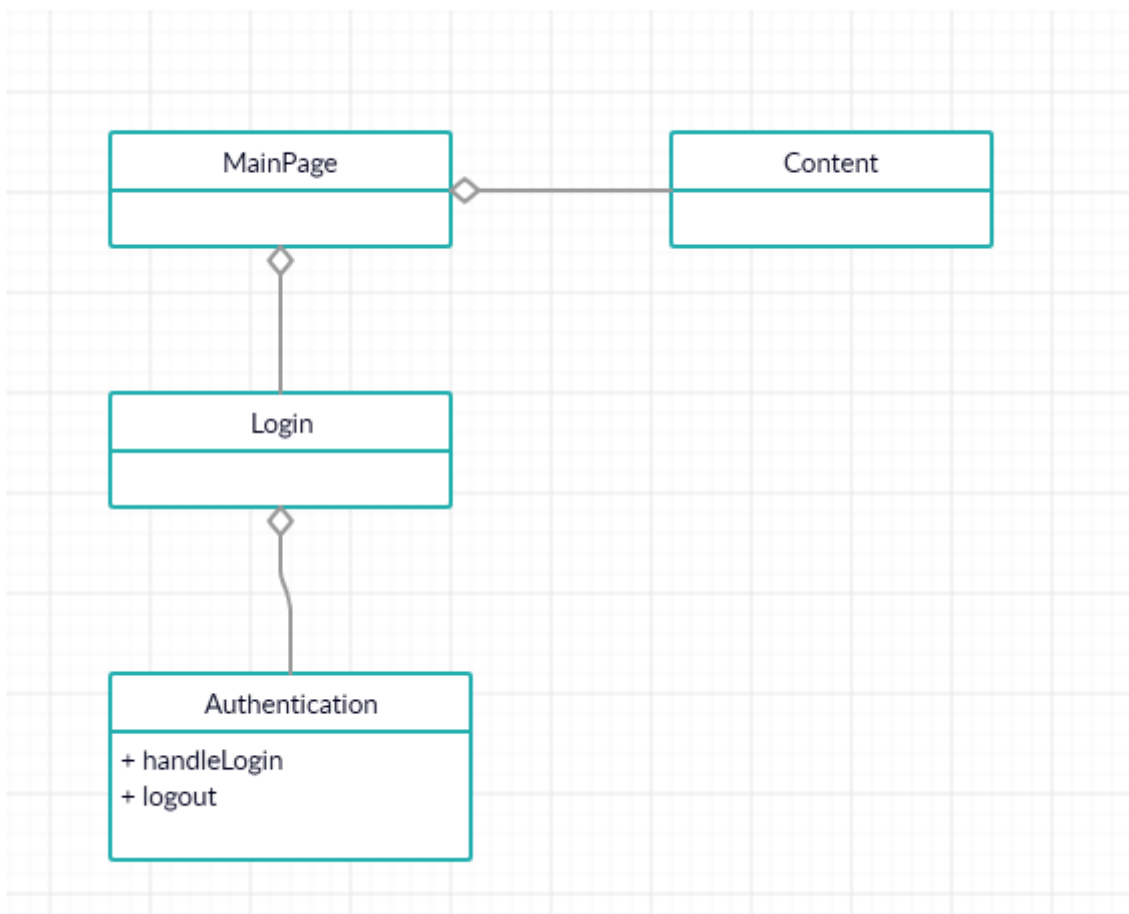 MainPage
Content
Login
Authentication
+ handleLogin
+ logout